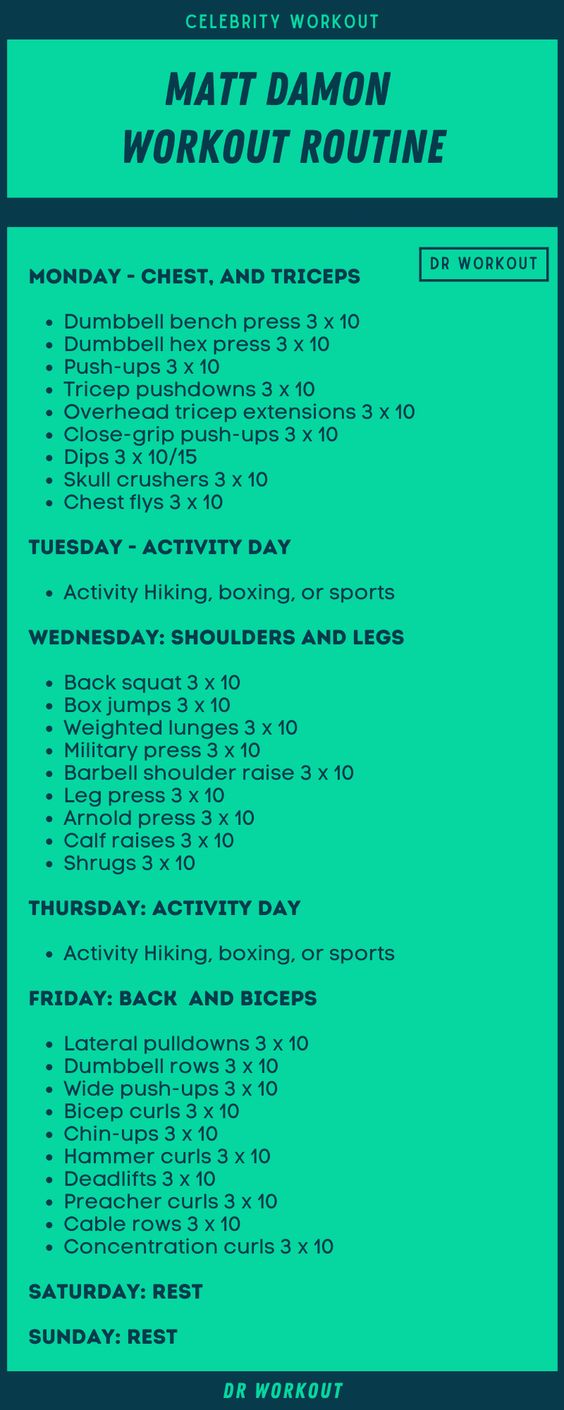 CELEBRITY WORKOUT
MATT DAMON
WORKOUT ROUTINE
DR WORKOUT
MONDAY - CHEST, AND TRICEPS
• Dumbbell bench press 3 x 10
• Dumbbell hex press 3 x 10
• Push-ups 3 x 10
• Tricep pushdowns 3 x 10
• Overhead tricep extensions 3 x 10
• Close-grip push-ups 3 x 10
• Dips 3 x 10/15
• Skull crushers 3 x 10
• Chest flys 3 x 10
TUESDAY - ACTIVITY DAY
• Activity Hiking, boxing, or sports
WEDNESDAY: SHOULDERS AND LEGS
• Back squat 3 x 10
• Box jumps 3 x 10
• Weighted lunges 3 x 10
• Military press 3 x 10
• Barbell shoulder raise 3 x 10
• Leg press 3 x 10
• Arnold press 3 x 10
• Calf raises 3 x 10
• Shrugs 3 x 10
THURSDAY: ACTIVITY DAY
• Activity Hiking, boxing, or sports
FRIDAY: BACK  AND BICEPS
• Lateral pulldowns 3 x 10
• Dumbbell rows 3 x 10
• Wide push-ups 3 x 10
• Bicep curls 3 x 10
• Chin-ups 3 x 10
• Hammer curls 3 x 10
• Deadlifts 3 x 10
• Preacher curls 3 x 10
• Cable rows 3 x 10
• Concentration curls 3 x 10
SATURDAY: REST
SUNDAY: REST
DR WORKOUT